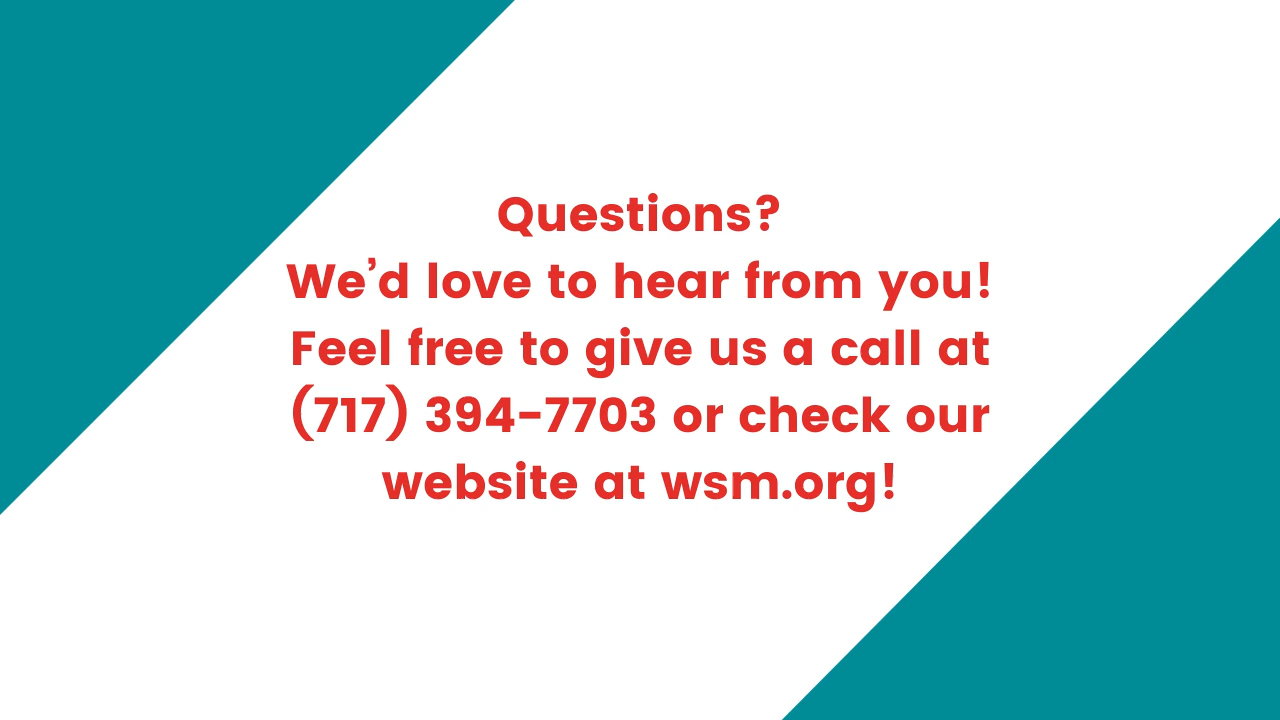 Questions?
We’d love to hear from you!
Feel free to give us a call at
(717) 394-7703 or check our
website at wsm.org!